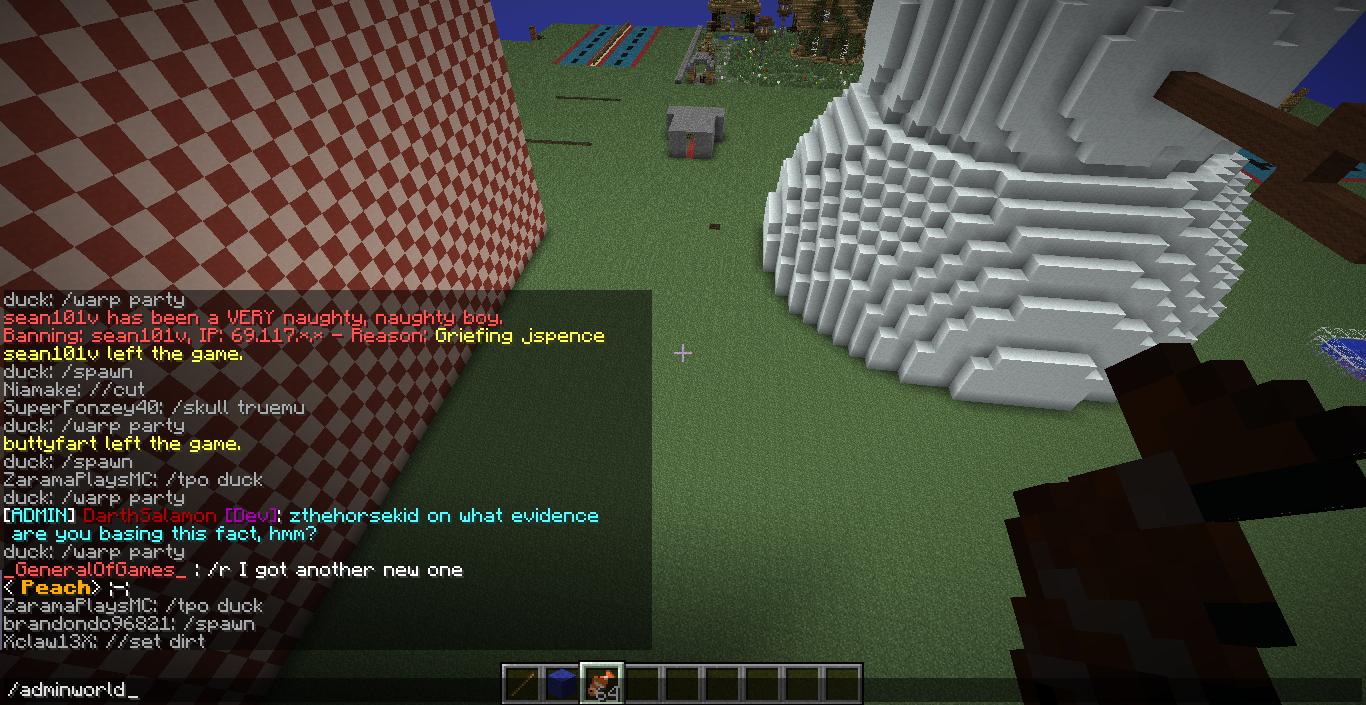 duck: /warp party
sean101v has been a VERY naughty, naughty boy.
Banning: sean101v, IP: 69.117.*.* - Reason: Griefing jspence
sean101v left the game.
duck: /spawn
Niamake: //cut
SuperFonzey40: /skull truemu
duck: /warp party
buttyfart left the game.
duck: /spawn
ZaramaPlaysMC: /tpo duck
duck: /warp party
[ADMIN] DarthSalamon [Dev]: zthehorsekid on what evidence
are you basing this fact, hmm?
duck: /warp party
_GeneralOfGames_ : /r I got another new one
< Peach> ;-;
ZaramaPlaysMC: /tpo duck
brandondo96821: /spawn
Xclaw13X: //set dirt
/adminworld_
64